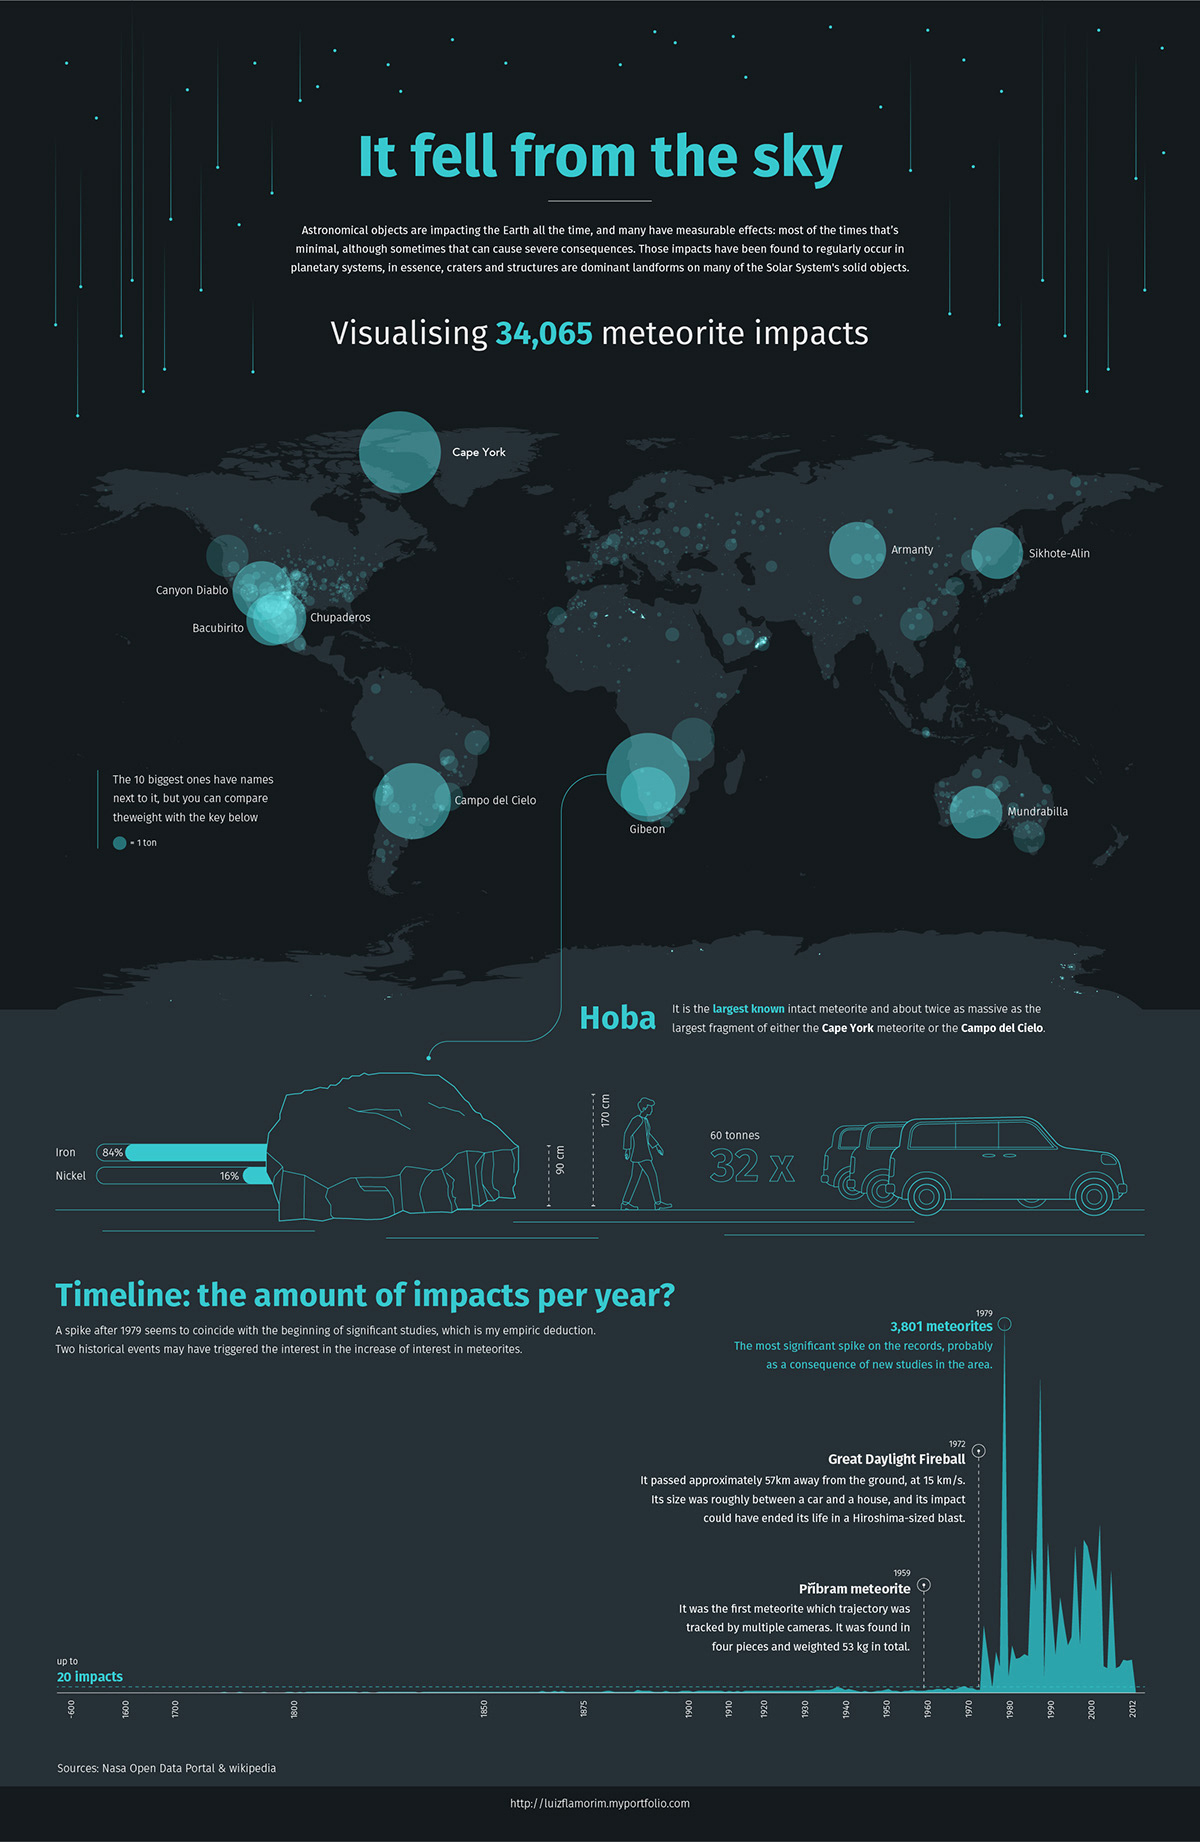 It fell from the sky
Astronomical objects are impacting the Earth all the time, and many have measurable effects: most of the times that's
minimal, although sometimes that can cause severe consequences. Those impacts have been found to regularly occur in
planetary systems, in essence, craters and structures are dominant landforms on many of the Solar System's solid objects.
Visualising 34,065 meteorite impacts
Cape York
Armanty
Sikhote-Alin
Canyon Diablo
Chupaderos
Bacubirito
Campo del Cielo
Gibeon
Mundrabilla
The 10 biggest ones have names
next to it, but you can compare
theweight with the key below
= 1 ton
Hoba
It is the largest known intact meteorite and about twice as massive as the
largest fragment of either the Cape York meteorite or the Campo del Cielo.
Iron
84%
Nickel
16%
90 cm
170 cm
60 tonnes
32 x
Timeline: the amount of impacts per year?
A spike after 1979 seems to coincide with the beginning of significant studies, which is my empiric deduction.
Two historical events may have triggered the interest in the increase of interest in meteorites.
1979
3,801 meteorites
The most significant spike on the records, probably
as a consequence of new studies in the area.
1972
Great Daylight Fireball
It passed approximately 57km away from the ground, at 15 km/s.
Its size was roughly between a car and a house, and its impact
could have ended its life in a Hiroshima-sized blast.
1959
Příbram meteorite
It was the first meteorite which trajectory was
tracked by multiple cameras. It was found in
four pieces and weighted 53 kg in total.
up to
20 impacts
-600
1600
1700
1800
1850
1875
1900
1910
1920
1930
1940
1950
1960
1970
1980
1990
2000
2012
Sources: Nasa Open Data Portal & wikipedia
http://luizflamorim.myportfolio.com